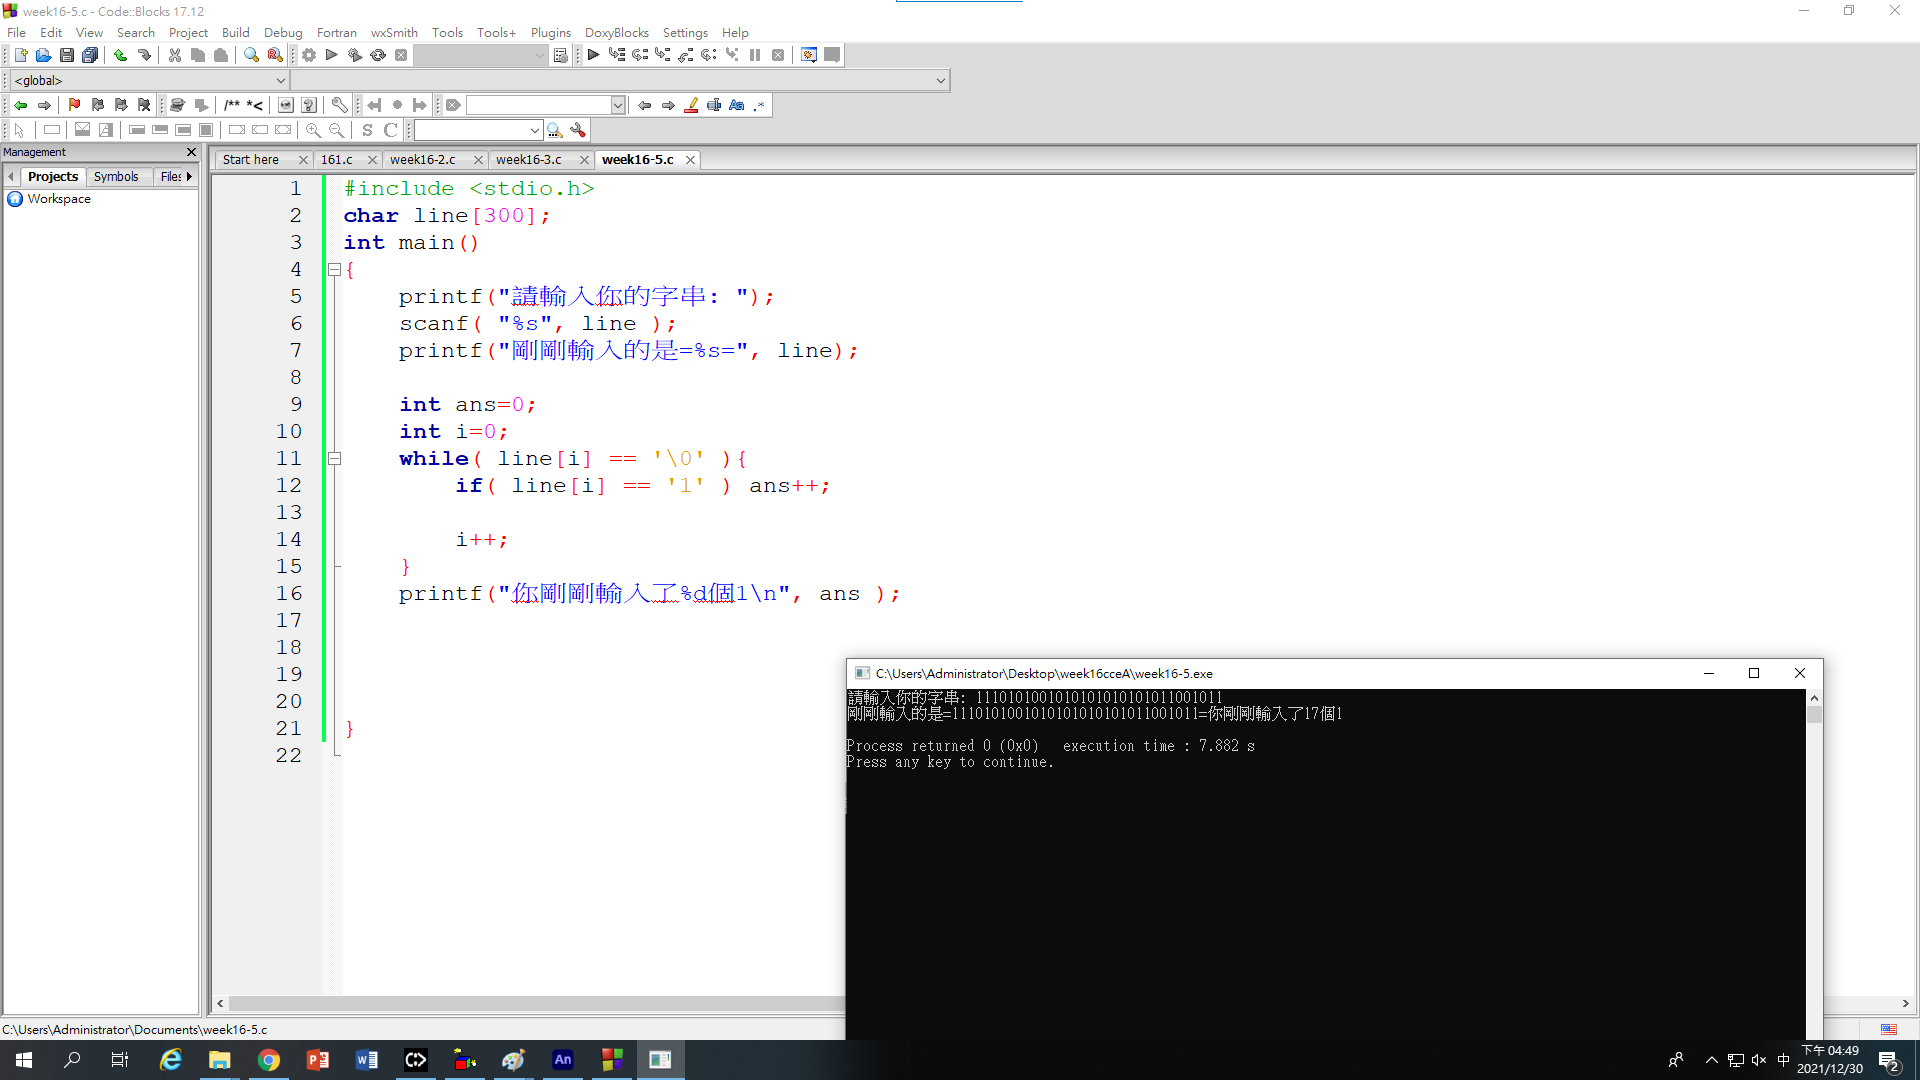 week16-5.c - Code::Blocks 17.12
File Edit View Search Project Build Debug Fortran wxSmith Tools Tools+ Plugins DoxyBlocks Settings Help
<global>
/** *<
S C
Management
Start here 161.c week16-2.c week16-3.c week16-5.c
Projects Symbols Files
Workspace
1 #include <stdio.h>
2 char line[300];
3 int main()
4 {
5 printf("請輸入你的字串: ");
6 scanf( "%s", line );
7 printf("剛剛輸入的是=%s=", line);
8
9 int ans=0;
10 int i=0;
11 while( line[i] == '\0' ){
12 if( line[i] == '1' ) ans++;
13
14 i++;
15 }
16 printf("你剛剛輸入了%d個1\n", ans );
17
18
19
20
21 }
22
C:\Users\Administrator\Desktop\week16cceA\week16-5.exe
請輸入你的字串: 1110101001010101010101011001011
剛剛輸入的是=1110101001010101010101011001011=你剛剛輸入了17個1
Process returned 0 (0x0) execution time : 7.882 s
Press any key to continue.
C:\Users\Administrator\Documents\week16-5.c
An
中
下午 04:49
2021/12/30
2